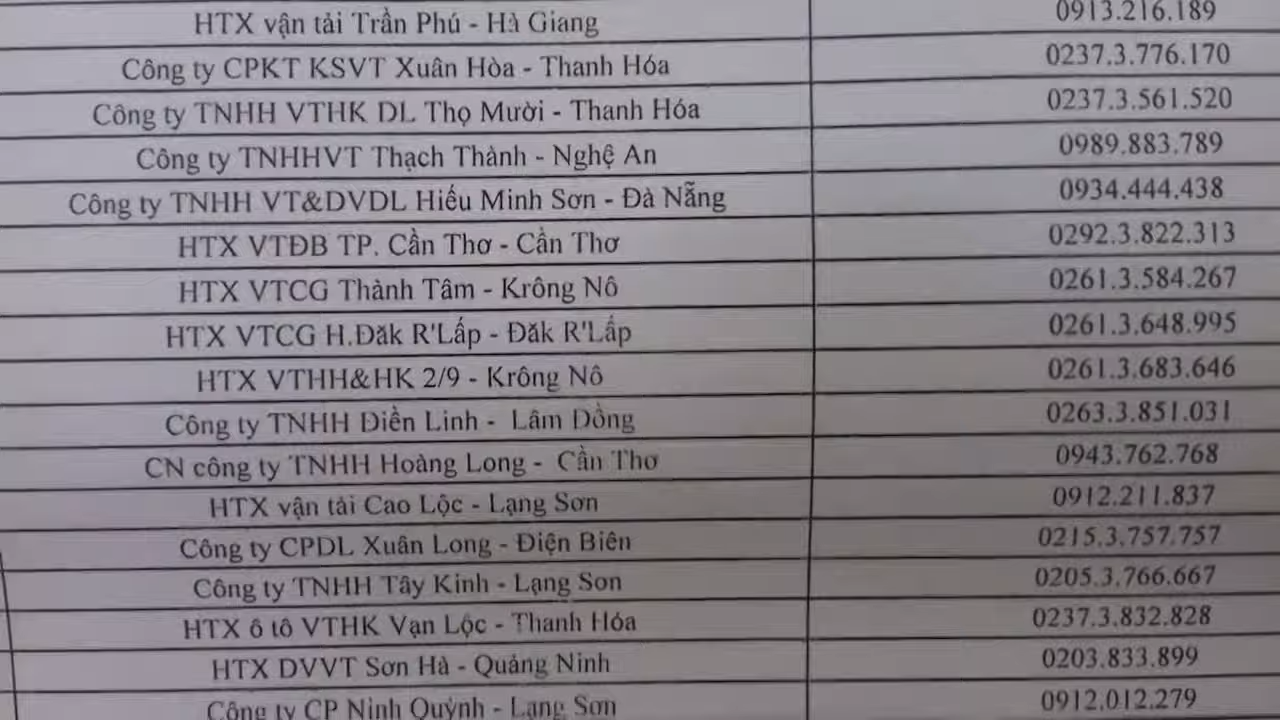 HTX vận tải Trần Phú - Hà Giang 0913.216.189
Công ty CPKT KSVT Xuân Hòa - Thanh Hóa 0237.3.776.170
Công ty TNHH VTHK DL Thọ Mười - Thanh Hóa 0237.3.561.520
Công ty TNHHVT Thạch Thành - Nghệ An 0989.883.789
Công ty TNHH VT&DVDL Hiếu Minh Sơn - Đà Nẵng 0934.444.438
HTX VTĐB TP. Cần Thơ - Cần Thơ 0292.3.822.313
HTX VTCG Thành Tâm - Krông Nô 0261.3.584.267
HTX VTCG H.Đăk R'Lấp - Đăk R'Lấp 0261.3.648.995
HTX VTHH&HK 2/9 - Krông Nô 0261.3.683.646
Công ty TNHH Điền Linh - Lâm Đồng 0263.3.851.031
CN công ty TNHH Hoàng Long - Cần Thơ 0943.762.768
HTX vận tải Cao Lộc - Lạng Sơn 0912.211.837
Công ty CPDL Xuân Long - Điện Biên 0215.3.757.757
Công ty TNHH Tây Kinh - Lạng Sơn 0205.3.766.667
HTX ô tô VTHK Vạn Lộc - Thanh Hóa 0237.3.832.828
HTX DVVT Sơn Hà - Quảng Ninh 0203.833.899
Công ty CP Ninh Quỳnh - Lạng Sơn 0912.012.279